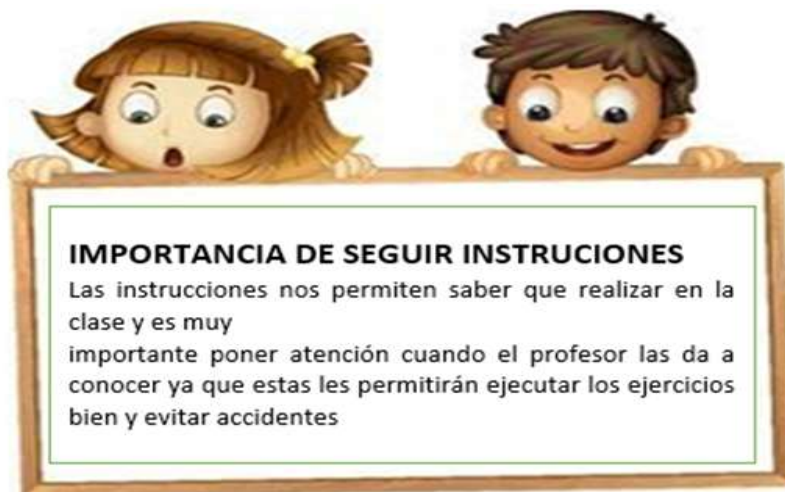 IMPORTANCIA DE SEGUIR INSTRUCIONES
Las instrucciones nos permiten saber que realizar en la
clase y es muy
importante poner atención cuando el profesor las da a
conocer ya que estas les permitirán ejecutar los ejercicios
bien y evitar accidentes